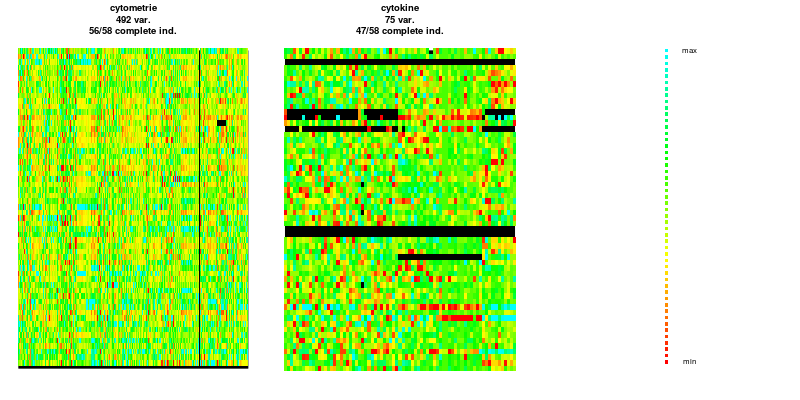 cytometrie
492 var.
56/58 complete ind.
cytokine
75 var.
47/58 complete ind.
max
min